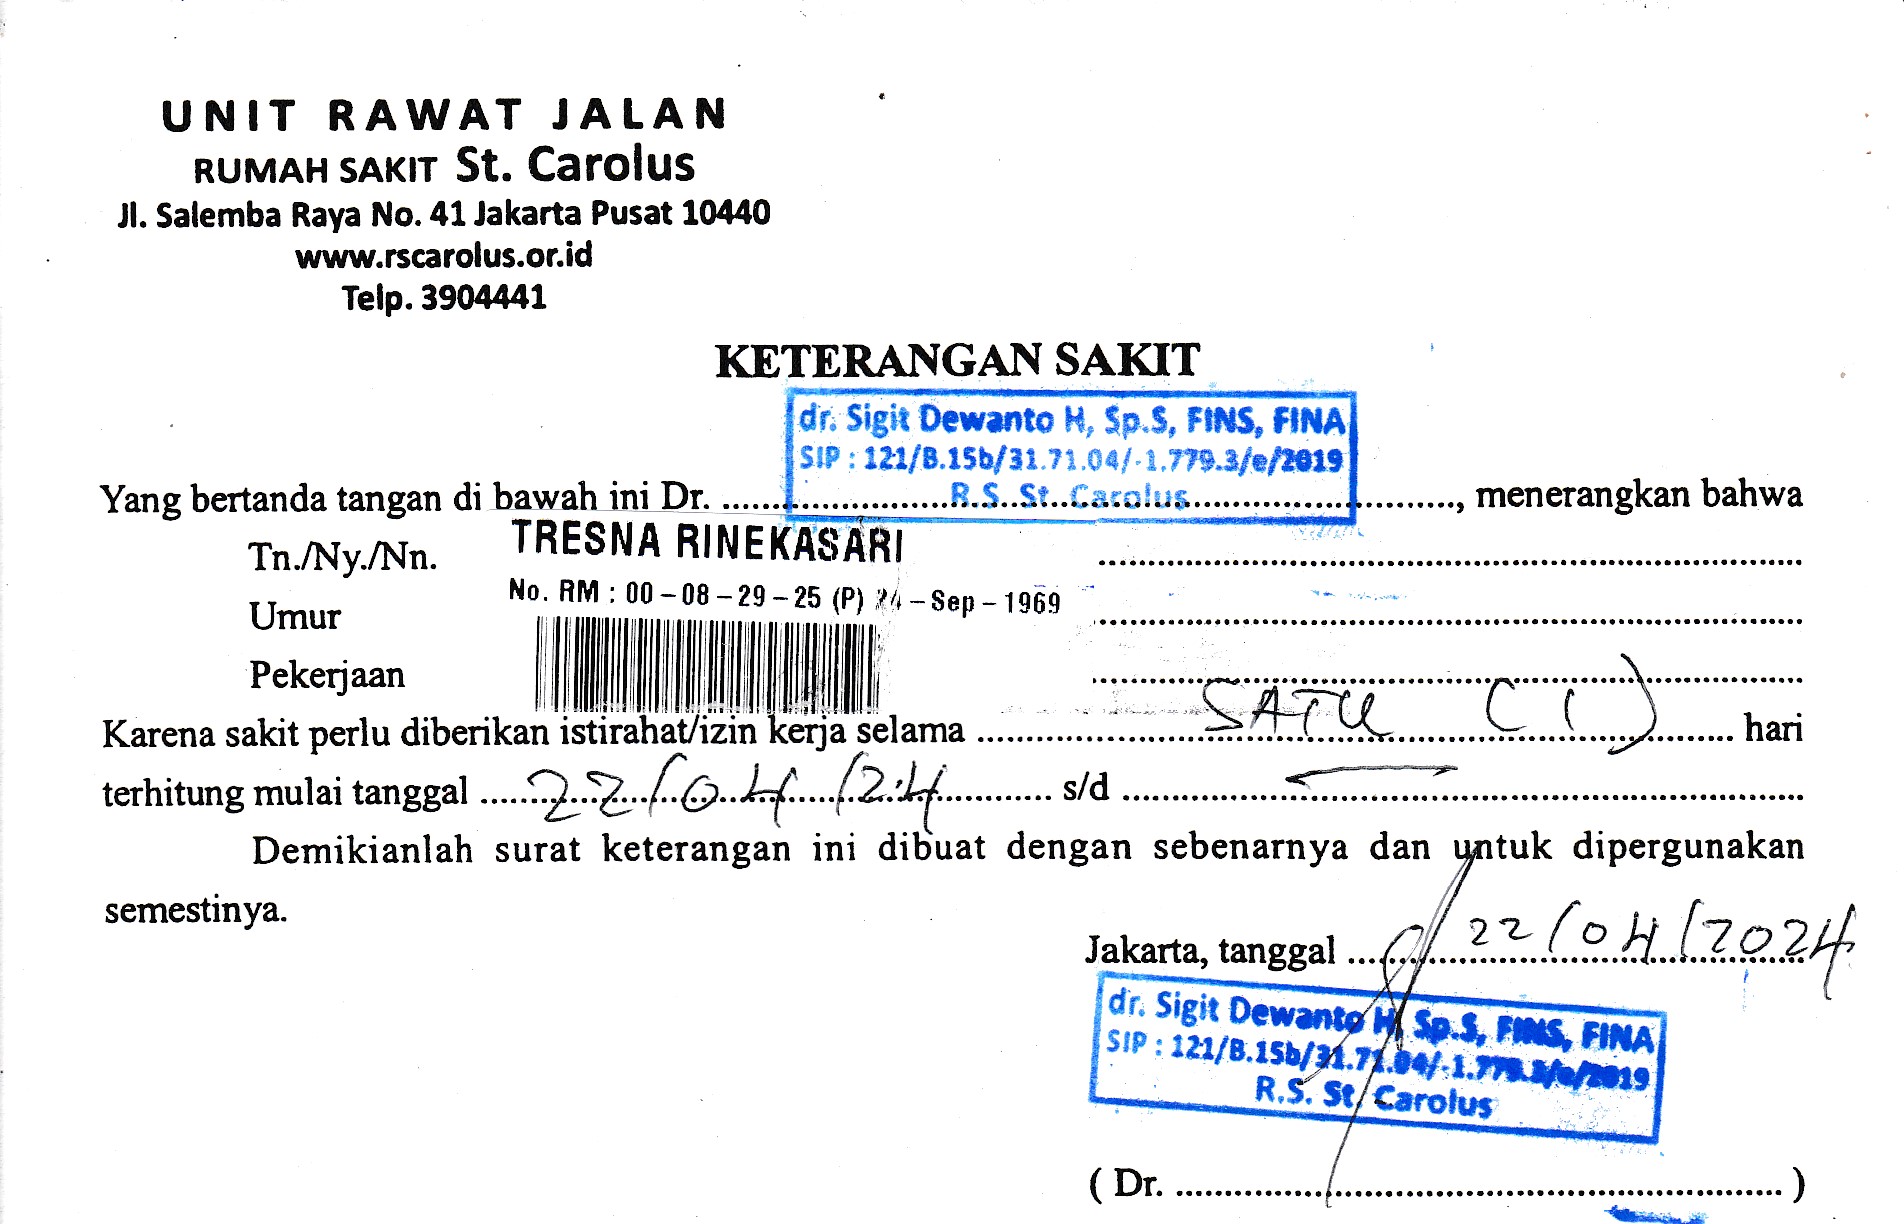 UNIT RAWAT JALAN
RUMAH SAKIT St. Carolus
Jl. Salemba Raya No. 41 Jakarta Pusat 10440
www.rscarolus.or.id
Telp. 3904441
KETERANGAN SAKIT
dr. Sigit Dewanto H, Sp.S, FINS, FINA
SIP : 121/B.15b/31.71.04/-1.779.3/e/2019
R.S. St. Carolus
Yang bertanda tangan di bawah ini Dr. ........................, menerangkan bahwa
Tn./Ny./Nn. TRESNA RINEKASARI
No. RM : 00-08-29-25 (P) 24-Sep-1969
Umur
Pekerjaan
Karena sakit perlu diberikan istirahat/izin kerja selama SATU (1) hari
terhitung mulai tanggal 22/04/24 s/d
Demikianlah surat keterangan ini dibuat dengan sebenarnya dan untuk dipergunakan
semestinya.
Jakarta, tanggal 22/04/2024
dr. Sigit Dewanto H, Sp.S, FINS, FINA
SIP : 121/B.15b/31.71.04/-1.779.3/e/2019
R.S. St. Carolus
( Dr. ........................ )